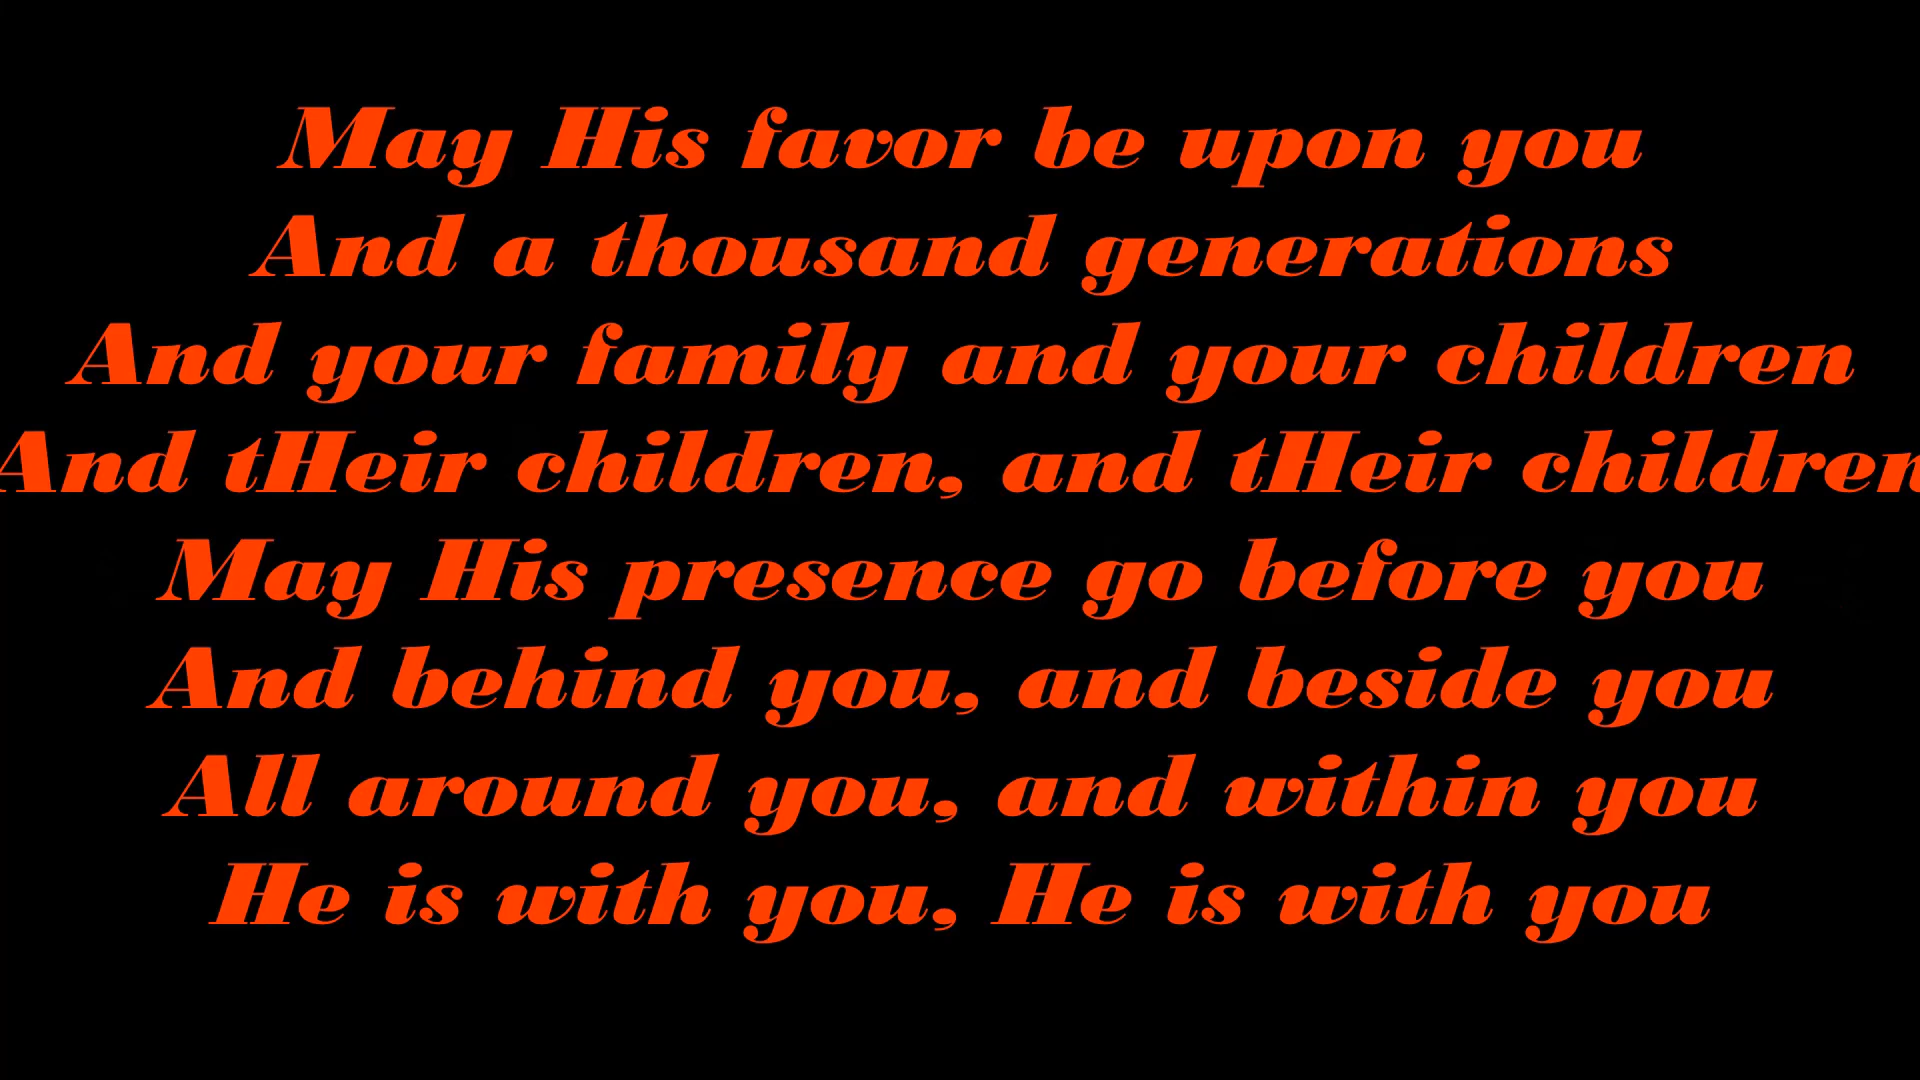 May His favor be upon you
And a thousand generations
And your family and your children
And tHeir children, and tHeir children
May His presence go before you
And behind you, and beside you
All around you, and within you
He is with you, He is with you